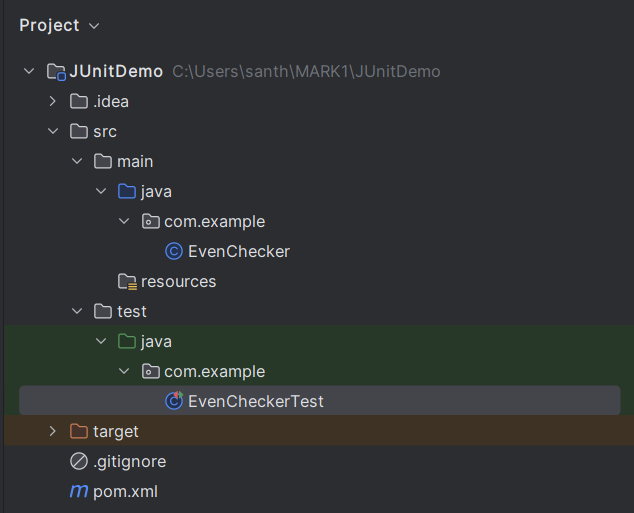 Project
JUnitDemo C:\Users\santh\MARK1\JUnitDemo
.idea
src
main
java
com.example
EvenChecker
resources
test
java
com.example
EvenCheckerTest
target
.gitignore
pom.xml